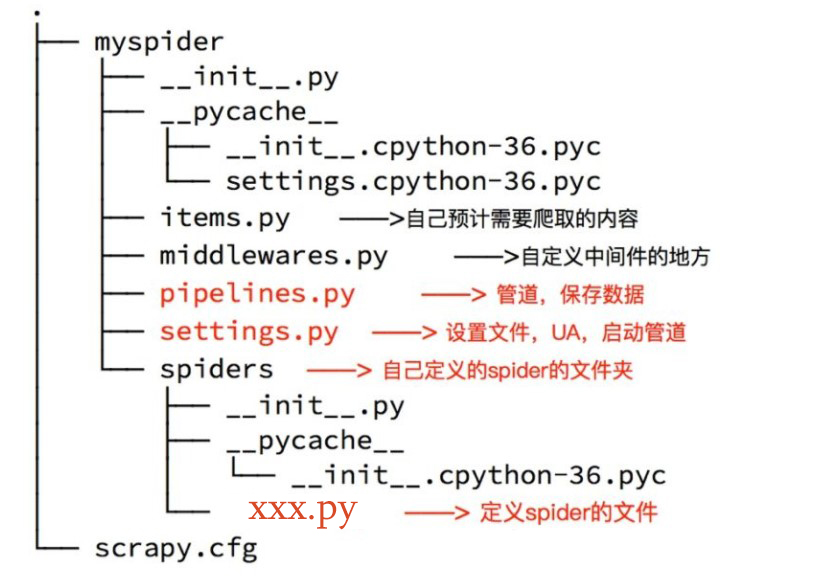 .
myspider
__init__.py
__pycache__
__init__.cpython-36.pyc
settings.cpython-36.pyc
items.py ——>自己预计需要爬取的内容
middlewares.py ——>自定义中间件的地方
pipelines.py ——> 管道，保存数据
settings.py ——> 设置文件，UA，启动管道
spiders ——> 自己定义的spider的文件夹
__init__.py
__pycache__
__init__.cpython-36.pyc
xxx.py ——> 定义spider的文件
scrapy.cfg